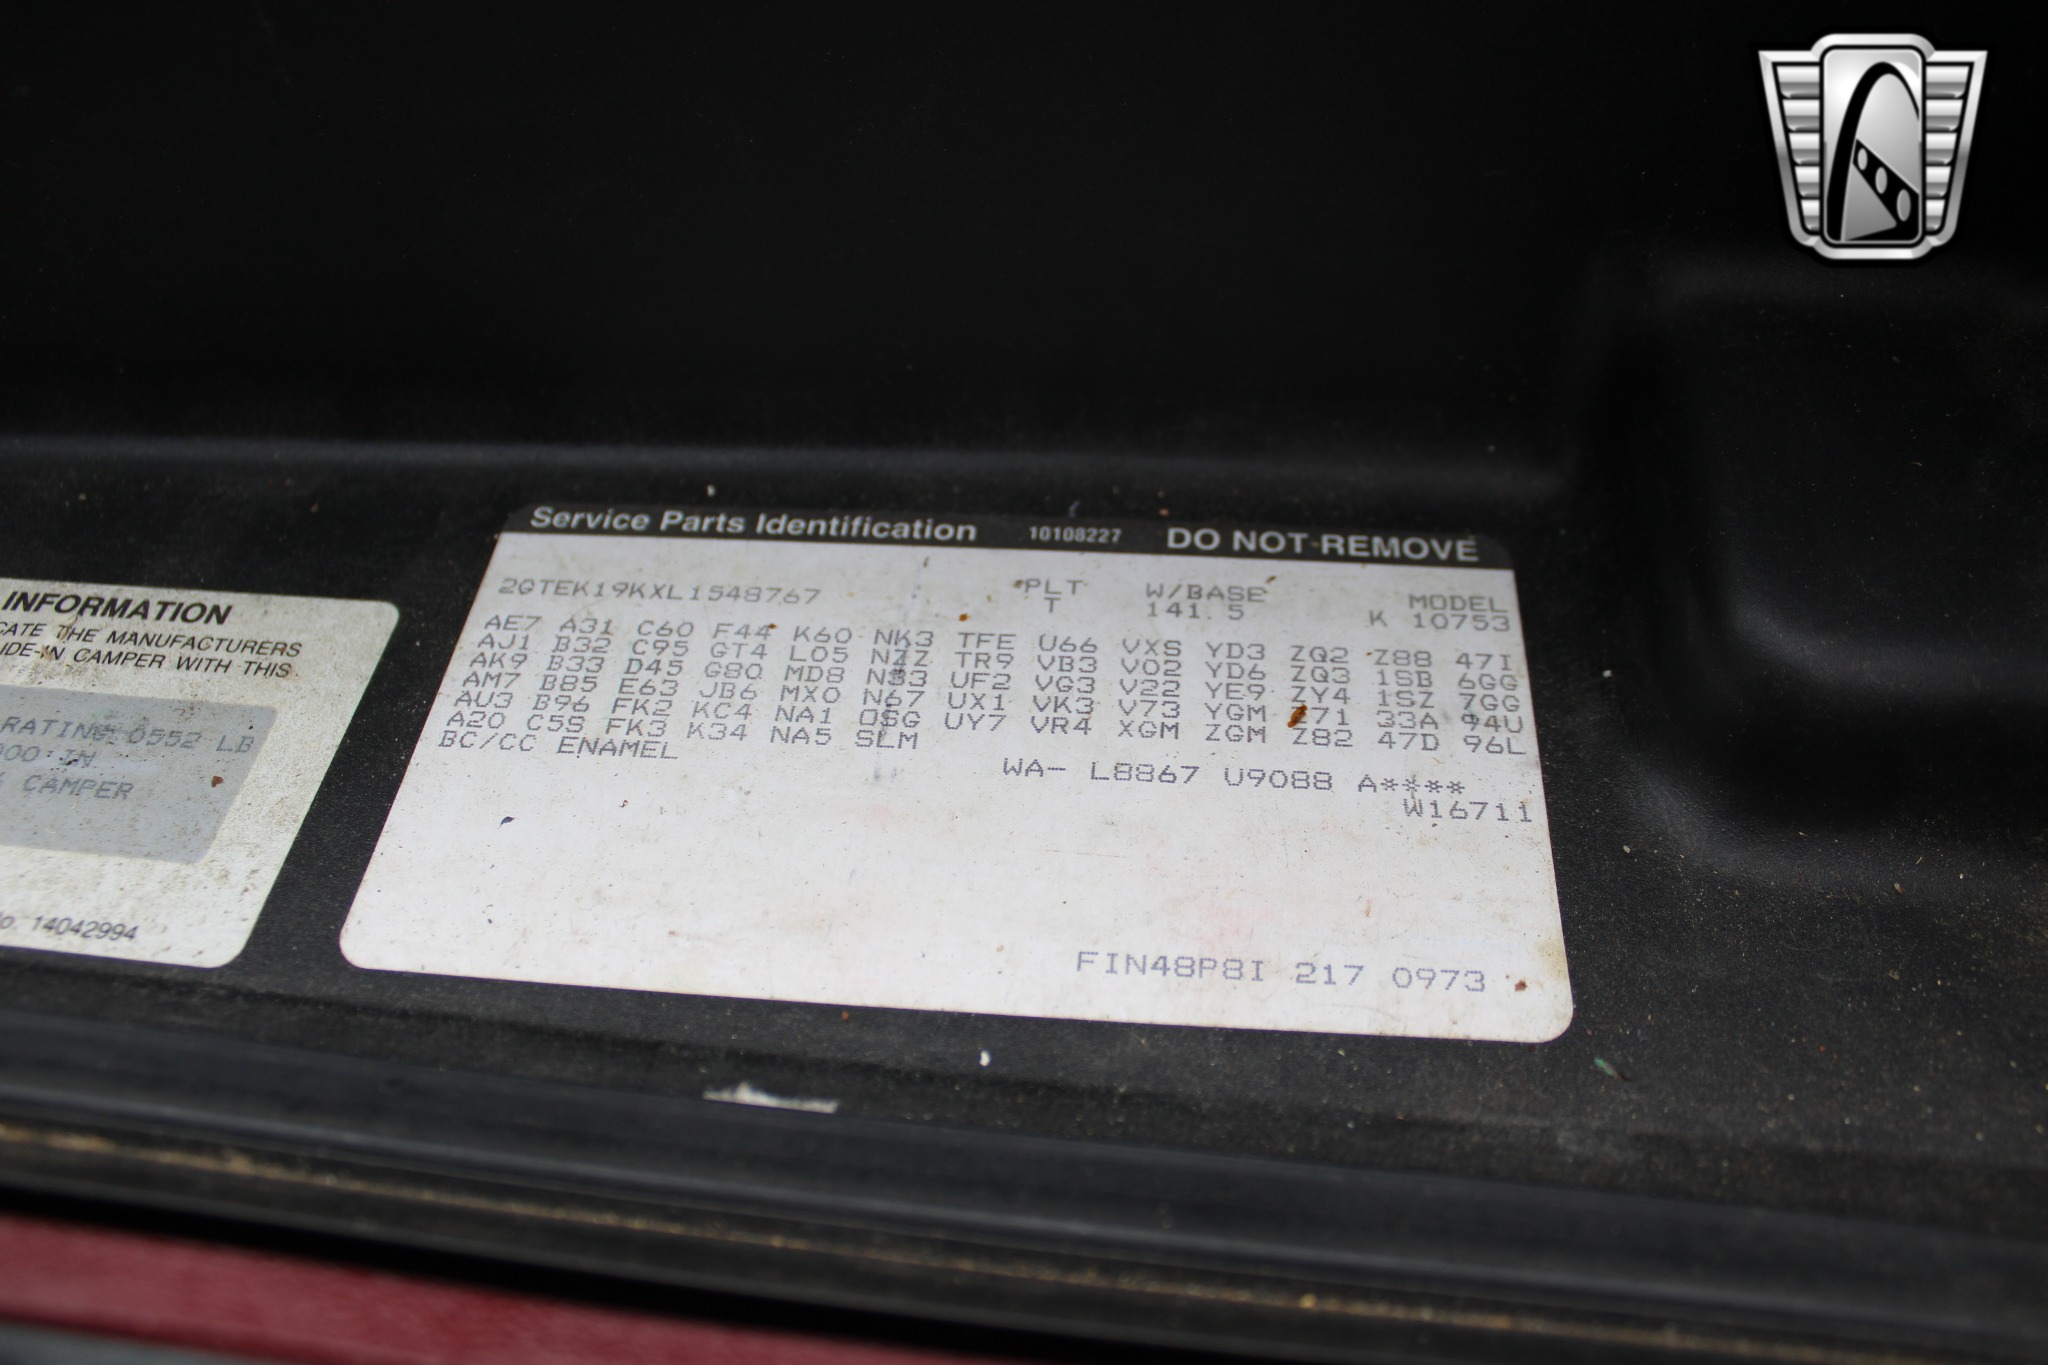 Service Parts Identification 10108227 DO NOT REMOVE
2GTEK19KXL1548767 PLT W/BASE MODEL
T 141.5 K 10753
AE7 A31 C60 F44 K60 NK3 TFE U66 VXS YD3 ZQ2 Z88 47I
AJ1 B32 C95 GT4 L05 NZZ TR9 VB3 V02 YD6 ZQ3 1SB 6GG
AK9 B33 D45 G80 MD8 N33 UF2 VG3 V22 YE9 ZY4 1SZ 7GG
AM7 B85 E63 JB6 MX0 N67 UX1 VK3 V73 YGM Z71 33A 94U
AU3 B96 FK2 KC4 NA1 OSG UY7 VR4 XGM ZGM Z82 47D 96L
A20 C5S FK3 K34 NA5 SLM
BC/CC ENAMEL
WA- L8867 U9088 A****
W16711
FIN48P8I 217 0973
INFORMATION
CATE THE MANUFACTURERS
IDE-IN CAMPER WITH THIS
RATING 0552 LB
000 IN
CAMPER
14042994